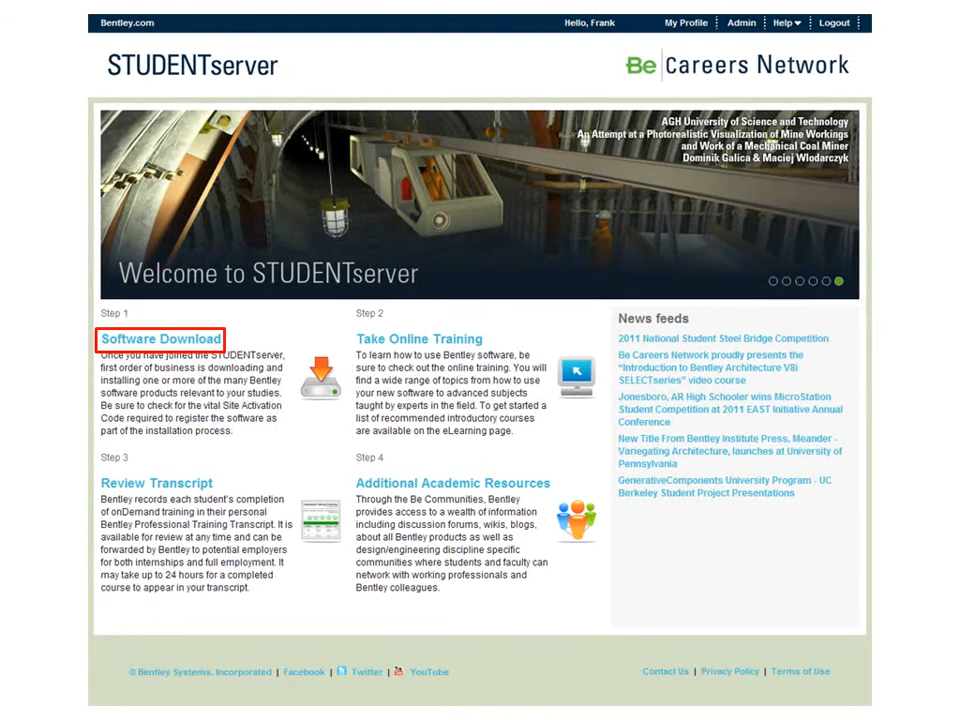 Bentley.com
Hello, Frank
My Profile
Admin
Help
Logout
STUDENTserver
Be Careers Network
AGH University of Science and Technology
An Attempt at a Photorealistic Visualization of Mine Workings
and Work of a Mechanical Coal Miner
Dominik Galica & Maciej Wlodarczyk
Welcome to STUDENTserver
Step 1
Software Download
Once you have joined the STUDENTserver,
first order of business is downloading and
installing one or more of the many Bentley
software products relevant to your studies.
Be sure to check for the vital Site Activation
Code required to register the software as
part of the installation process.
Step 2
Take Online Training
To learn how to use Bentley software, be
sure to check out the online training. You will
find a wide range of topics from how to use
your new software to advanced subjects
taught by experts in the field. To get started a
list of recommended introductory courses
are available on the eLearning page.
Step 3
Review Transcript
Bentley records each student's completion
of onDemand training in their personal
Bentley Professional Training Transcript. It is
available for review at any time and can be
forwarded by Bentley to potential employers
for both internships and full employment. It
may take up to 24 hours for a completed
course to appear in your transcript.
Step 4
Additional Academic Resources
Through the Be Communities, Bentley
provides access to a wealth of information
including discussion forums, wikis, blogs,
about all Bentley products as well as
design/engineering discipline specific
communities where students and faculty can
network with working professionals and
Bentley colleagues.
News feeds
2011 National Student Steel Bridge Competition
Be Careers Network proudly presents the
"Introduction to Bentley Architecture V8i
SELECTseries" video course
Jonesboro, AR High Schooler wins MicroStation
Student Competition at 2011 EAST Initiative Annual
Conference
New Title From Bentley Institute Press, Meander -
Variegating Architecture, launches at University of
Pennsylvania
GenerativeComponents University Program - UC
Berkeley Student Project Presentations
© Bentley Systems, Incorporated | Facebook | Twitter | YouTube
Contact Us | Privacy Policy | Terms of Use